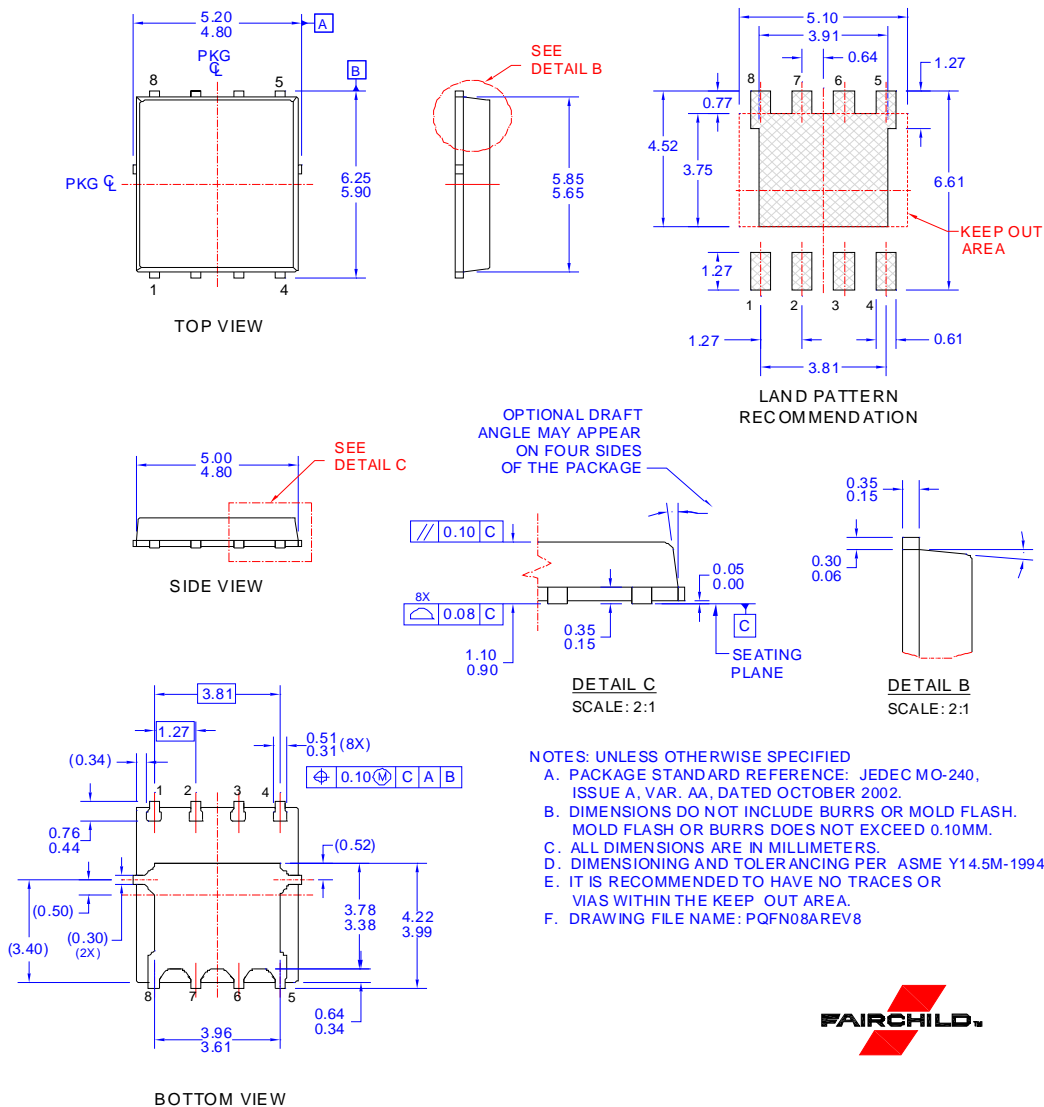 5.20
4.80
A
PKG
CL
B
8
5
PKG CL
6.25
5.90
1
4
TOP VIEW
SEE
DETAIL B
5.85
5.65
5.10
3.91
0.64
1.27
8
7
6
5
0.77
4.52
3.75
6.61
KEEP OUT
AREA
1.27
1
2
3
4
1.27
0.61
3.81
LAND PATTERN
RECOMMENDATION
5.00
4.80
SEE
DETAIL C
SIDE VIEW
OPTIONAL DRAFT
ANGLE MAY APPEAR
ON FOUR SIDES
OF THE PACKAGE
// 0.10 C
8X
0.08 C
1.10
0.90
0.35
0.15
0.05
0.00
C
SEATING
PLANE
DETAIL C
SCALE: 2:1
0.35
0.15
0.30
0.06
DETAIL B
SCALE: 2:1
3.81
1.27
(0.34)
0.51
0.31 (8X)
⌖ 0.10Ⓜ C A B
1
2
3
4
0.76
0.44
(0.52)
(0.50)
(0.30)
(2X)
(3.40)
3.78
3.38
4.22
3.99
8
7
6
5
0.64
0.34
3.96
3.61
BOTTOM VIEW
NOTES: UNLESS OTHERWISE SPECIFIED
A. PACKAGE STANDARD REFERENCE: JEDEC MO-240,
ISSUE A, VAR. AA, DATED OCTOBER 2002.
B. DIMENSIONS DO NOT INCLUDE BURRS OR MOLD FLASH.
MOLD FLASH OR BURRS DOES NOT EXCEED 0.10MM.
C. ALL DIMENSIONS ARE IN MILLIMETERS.
D. DIMENSIONING AND TOLERANCING PER ASME Y14.5M-1994
E. IT IS RECOMMENDED TO HAVE NO TRACES OR
VIAS WITHIN THE KEEP OUT AREA.
F. DRAWING FILE NAME: PQFN08AREV8
FAIRCHILD™